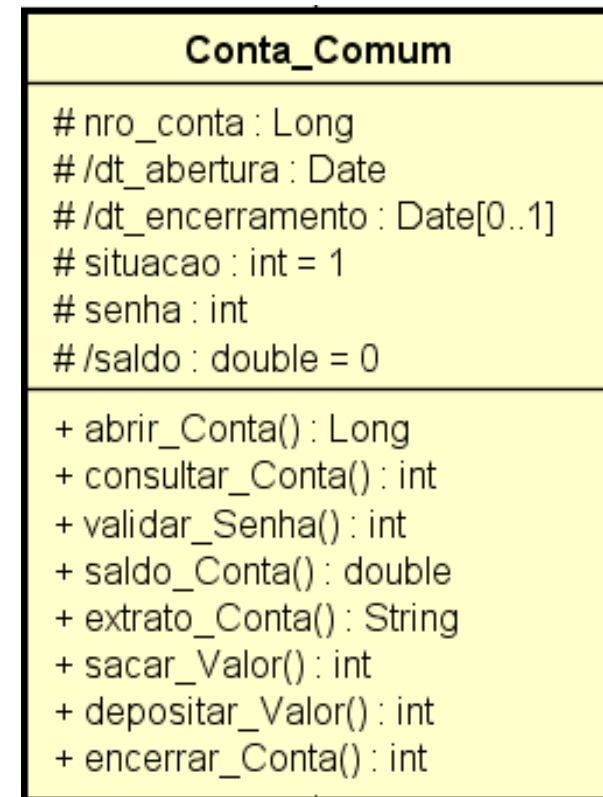 Conta_Comum
# nro_conta : Long
# /dt_abertura : Date
# /dt_encerramento : Date[0..1]
# situacao : int = 1
# senha : int
# /saldo : double = 0
+ abrir_Conta() : Long
+ consultar_Conta() : int
+ validar_Senha() : int
+ saldo_Conta() : double
+ extrato_Conta() : String
+ sacar_Valor() : int
+ depositar_Valor() : int
+ encerrar_Conta() : int